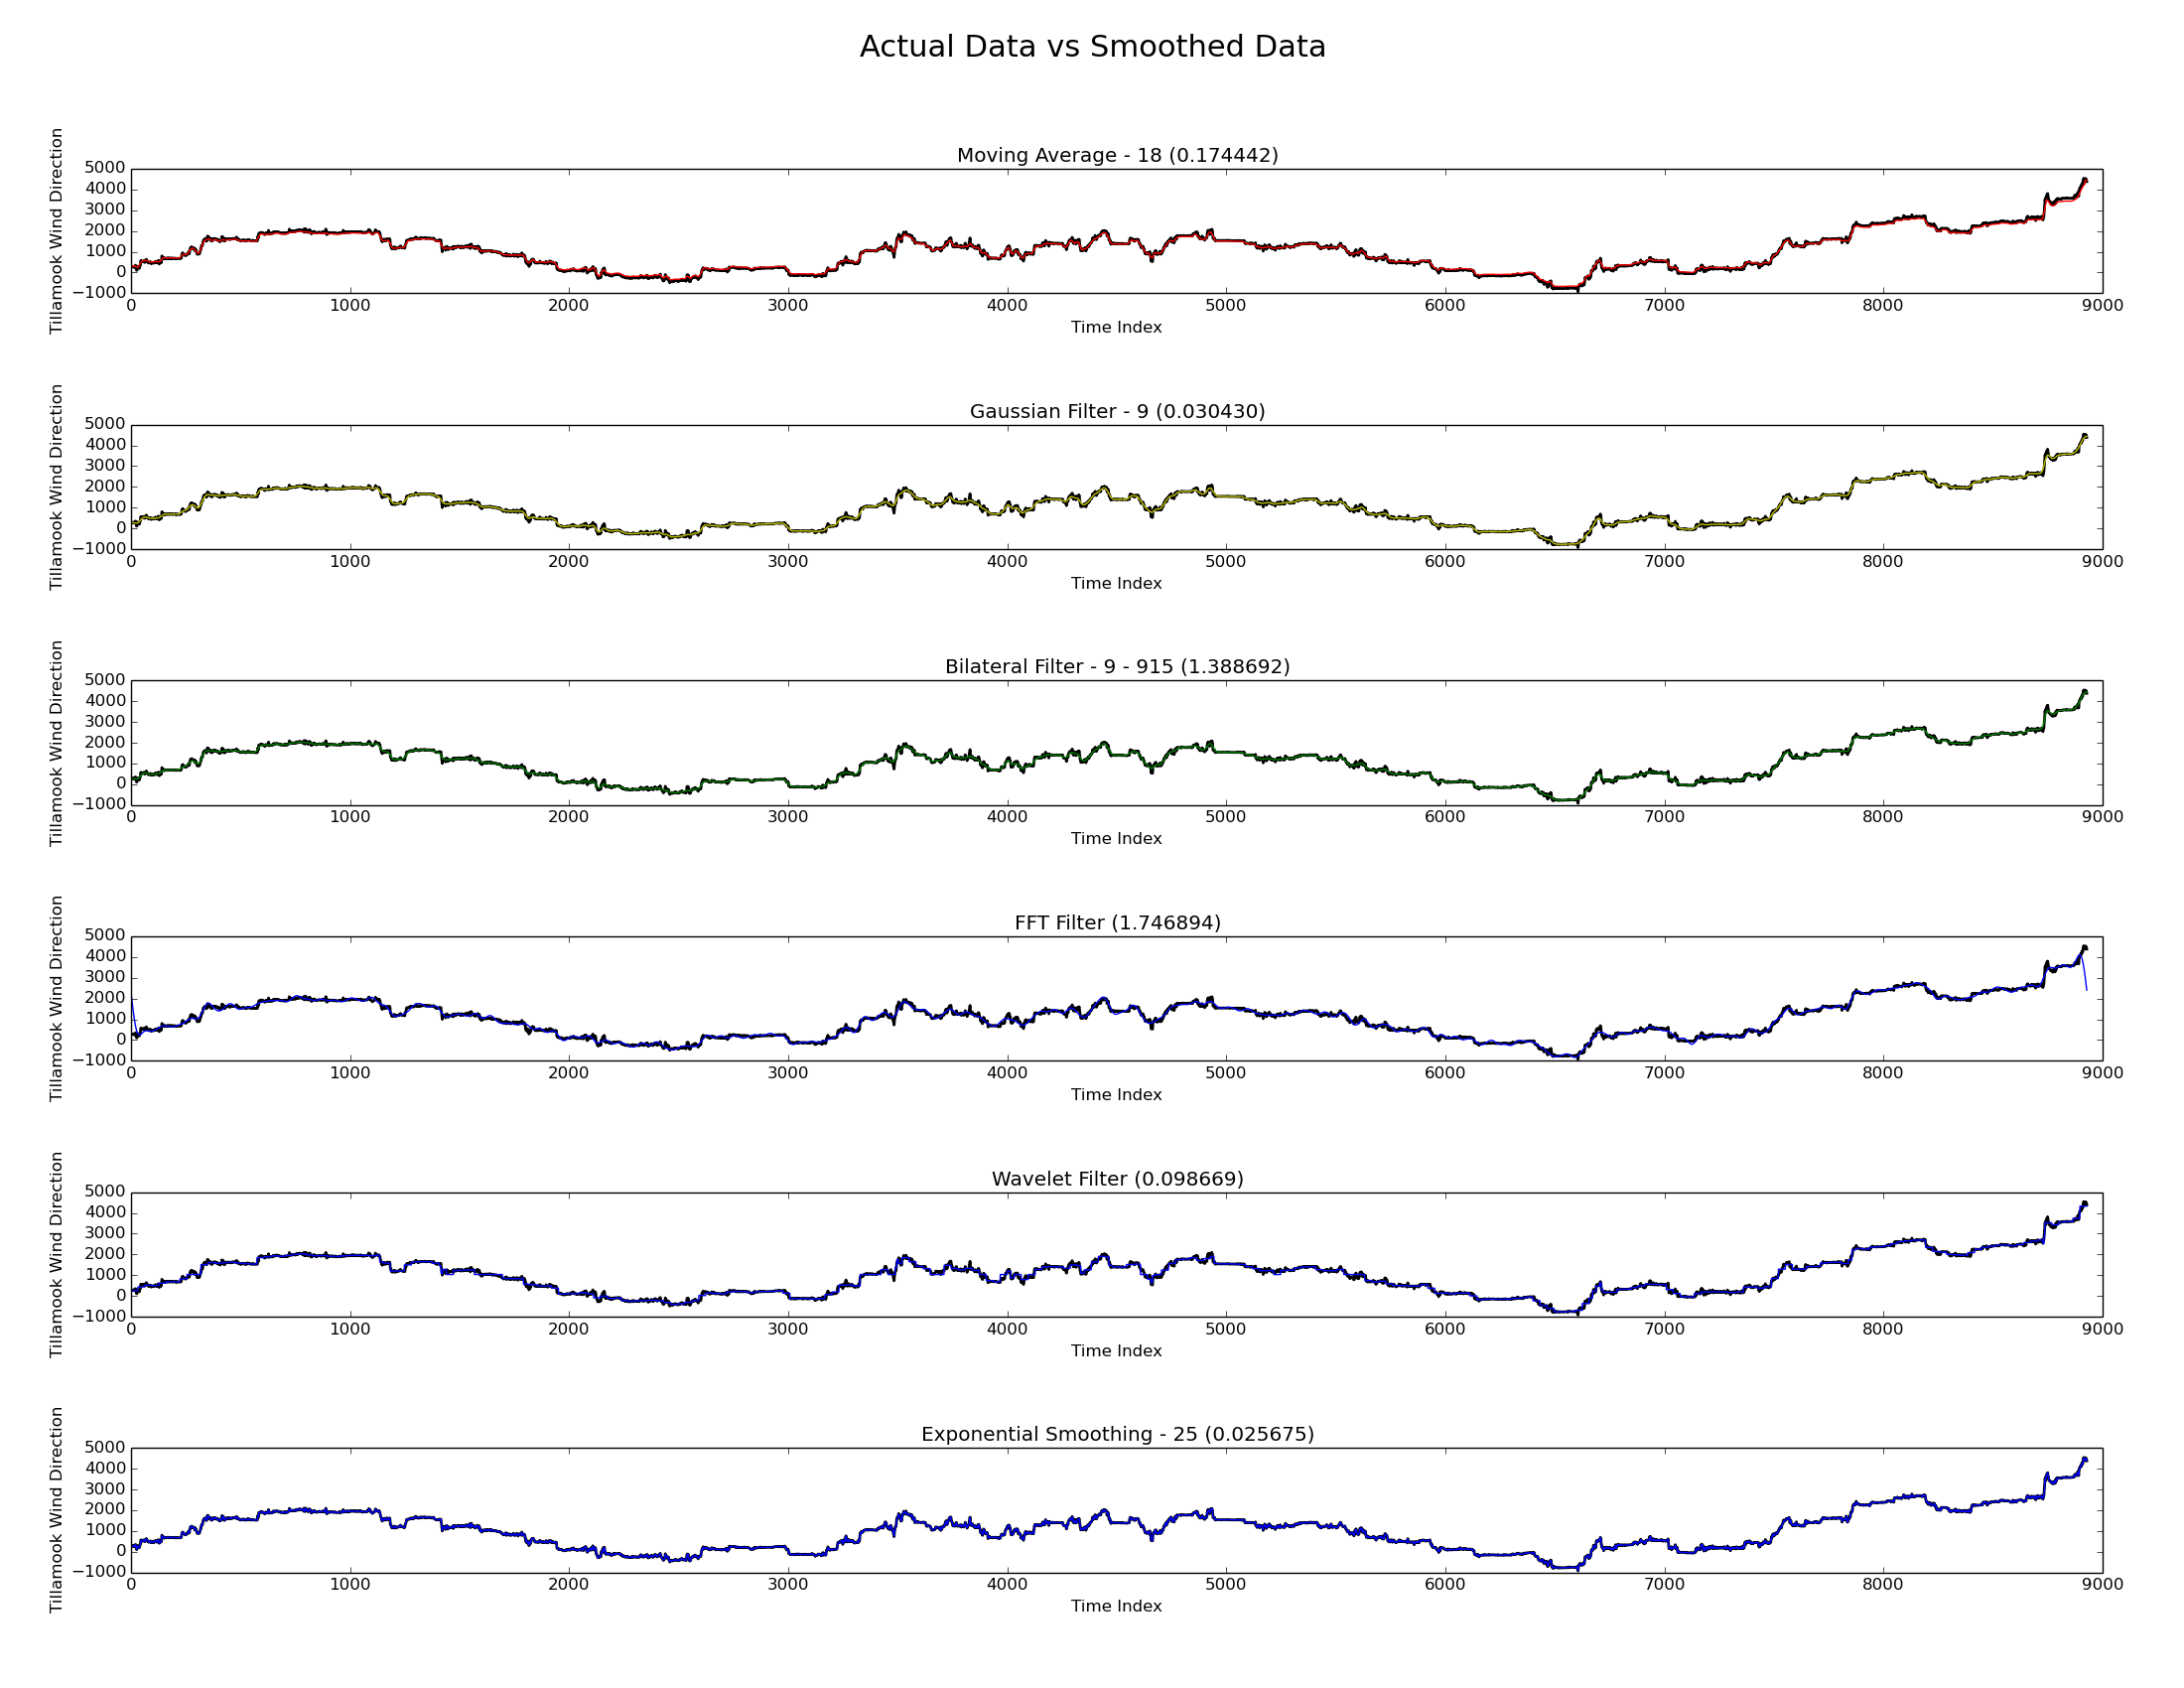 Actual Data vs Smoothed Data
Moving Average - 18 (0.174442)
Tillamook Wind Direction
5000
4000
3000
2000
1000
0
−1000
0 1000 2000 3000 4000 5000 6000 7000 8000 9000
Time Index
Gaussian Filter - 9 (0.030430)
Tillamook Wind Direction
5000
4000
3000
2000
1000
0
−1000
0 1000 2000 3000 4000 5000 6000 7000 8000 9000
Time Index
Bilateral Filter - 9 - 915 (1.388692)
Tillamook Wind Direction
5000
4000
3000
2000
1000
0
−1000
0 1000 2000 3000 4000 5000 6000 7000 8000 9000
Time Index
FFT Filter (1.746894)
Tillamook Wind Direction
5000
4000
3000
2000
1000
0
−1000
0 1000 2000 3000 4000 5000 6000 7000 8000 9000
Time Index
Wavelet Filter (0.098669)
Tillamook Wind Direction
5000
4000
3000
2000
1000
0
−1000
0 1000 2000 3000 4000 5000 6000 7000 8000 9000
Time Index
Exponential Smoothing - 25 (0.025675)
Tillamook Wind Direction
5000
4000
3000
2000
1000
0
−1000
0 1000 2000 3000 4000 5000 6000 7000 8000 9000
Time Index